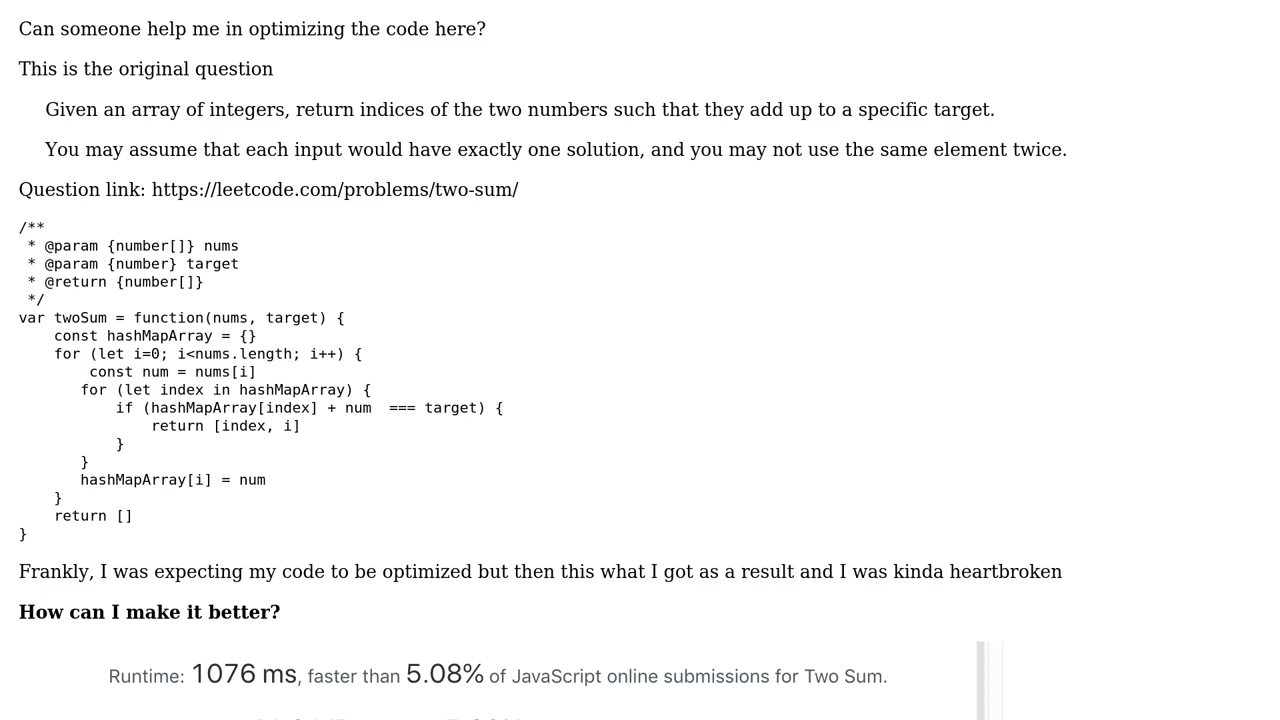 Can someone help me in optimizing the code here?
This is the original question
Given an array of integers, return indices of the two numbers such that they add up to a specific target.
You may assume that each input would have exactly one solution, and you may not use the same element twice.
Question link: https://leetcode.com/problems/two-sum/
/**
 * @param {number[]} nums
 * @param {number} target
 * @return {number[]}
 */
var twoSum = function(nums, target) {
    const hashMapArray = {}
    for (let i=0; i<nums.length; i++) {
        const num = nums[i]
       for (let index in hashMapArray) {
           if (hashMapArray[index] + num  === target) {
               return [index, i]
           }
       }
       hashMapArray[i] = num
    }
    return []
}
Frankly, I was expecting my code to be optimized but then this what I got as a result and I was kinda heartbroken
How can I make it better?
Runtime: 1076 ms, faster than 5.08% of JavaScript online submissions for Two Sum.